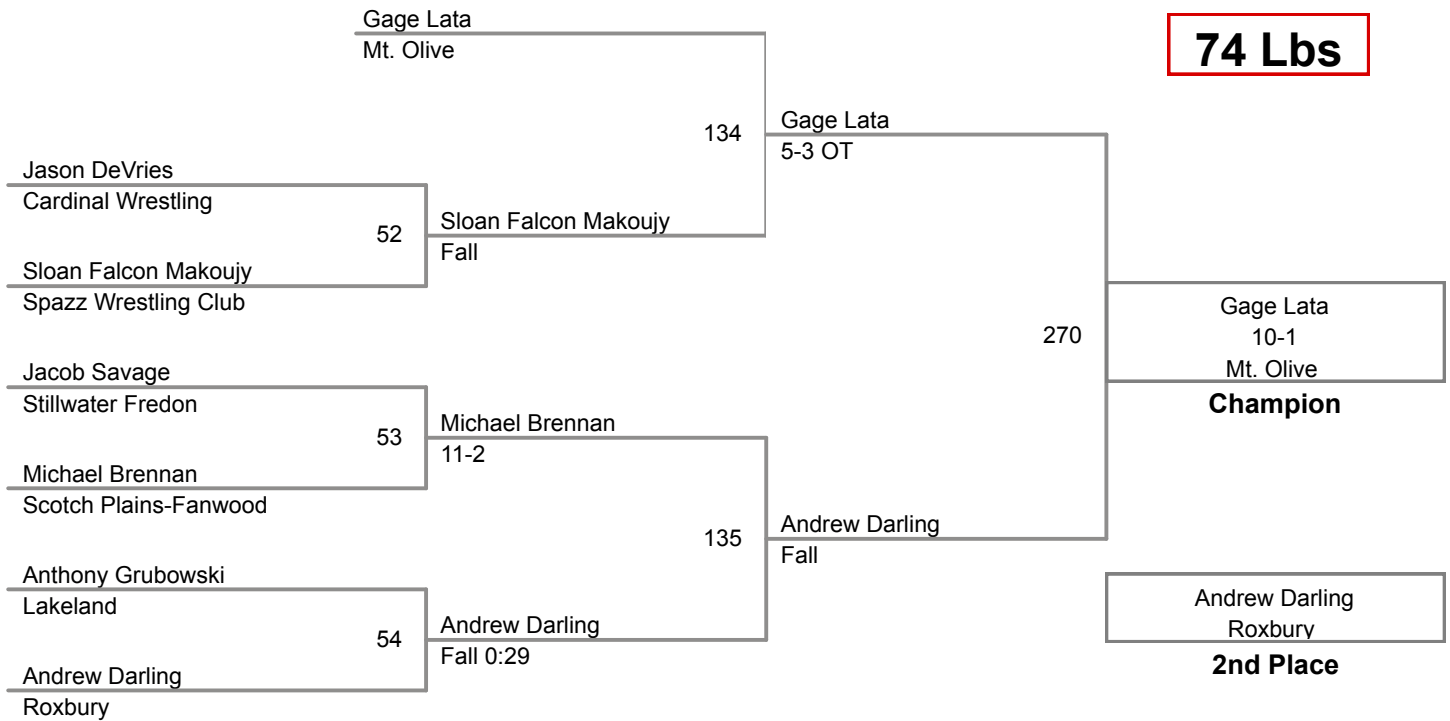 Gage Lata
Mt. Olive
74 Lbs
134
Gage Lata
5-3 OT
Jason DeVries
Cardinal Wrestling
52
Sloan Falcon Makoujy
Fall
Sloan Falcon Makoujy
Spazz Wrestling Club
270
Gage Lata
10-1
Mt. Olive
Champion
Jacob Savage
Stillwater Fredon
53
Michael Brennan
11-2
Michael Brennan
Scotch Plains-Fanwood
135
Andrew Darling
Fall
Anthony Grubowski
Lakeland
54
Andrew Darling
Fall 0:29
Andrew Darling
Roxbury
Andrew Darling
Roxbury
2nd Place